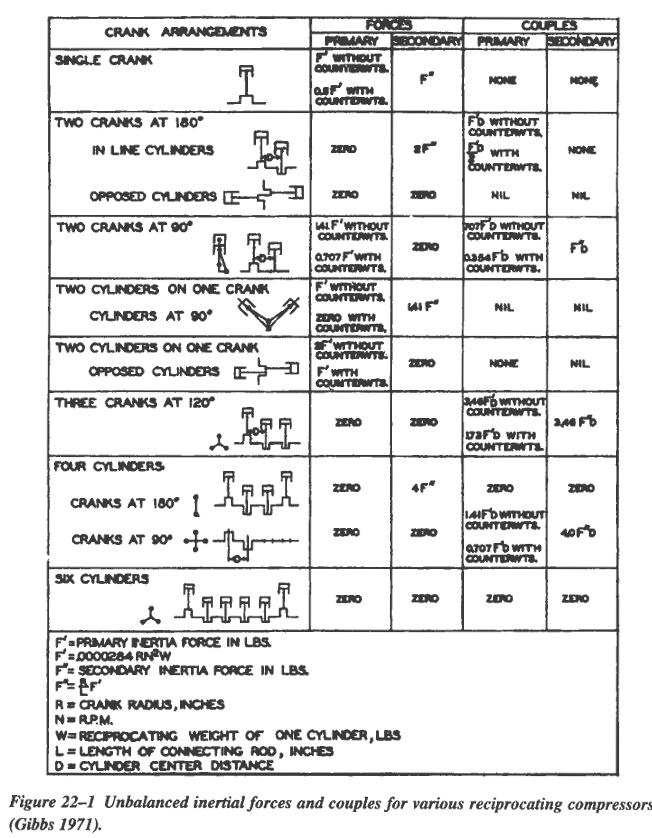 CRANK ARRANGEMENTS
FORCES
COUPLES
PRIMARY
SECONDARY
PRIMARY
SECONDARY
SINGLE CRANK
F' WITHOUT
COUNTERWTS.
0.5F' WITH
COUNTERWTS.
F"
NONE
NONE
TWO CRANKS AT 180°
IN LINE CYLINDERS
ZERO
2F"
F'D WITHOUT
COUNTERWTS.
F'D/2 WITH
COUNTERWTS.
NONE
OPPOSED CYLINDERS
ZERO
ZERO
NIL
NIL
TWO CRANKS AT 90°
1.41 F' WITHOUT
COUNTERWTS.
0.707 F' WITH
COUNTERWTS.
ZERO
.707F'D WITHOUT
COUNTERWTS.
0.354 F'D WITH
COUNTERWTS.
F"D
TWO CYLINDERS ON ONE CRANK
CYLINDERS AT 90°
F' WITHOUT
COUNTERWTS.
ZERO WITH
COUNTERWTS.
1.41 F"
NIL
NIL
TWO CYLINDERS ON ONE CRANK
OPPOSED CYLINDERS
2F' WITHOUT
COUNTERWTS.
F' WITH
COUNTERWTS.
ZERO
NONE
NIL
THREE CRANKS AT 120°
D
ZERO
ZERO
3.46F'D WITHOUT
COUNTERWTS.
1.73F'D WITH
COUNTERWTS.
3.46 F"D
FOUR CYLINDERS
CRANKS AT 180°
ZERO
4F"
ZERO
ZERO
CRANKS AT 90°
D
ZERO
ZERO
1.41F'D WITHOUT
COUNTERWTS.
0.707 F'D WITH
COUNTERWTS.
4.0F"D
SIX CYLINDERS
ZERO
ZERO
ZERO
ZERO
F' = PRIMARY INERTIA FORCE IN LBS.
F' = .0000284 RN²W
F" = SECONDARY INERTIA FORCE IN LBS.
F" = R/L F'
R = CRANK RADIUS, INCHES
N = R.P.M.
W = RECIPROCATING WEIGHT OF ONE CYLINDER, LBS
L = LENGTH OF CONNECTING ROD, INCHES
D = CYLINDER CENTER DISTANCE
Figure 22–1 Unbalanced inertial forces and couples for various reciprocating compressors
(Gibbs 1971).